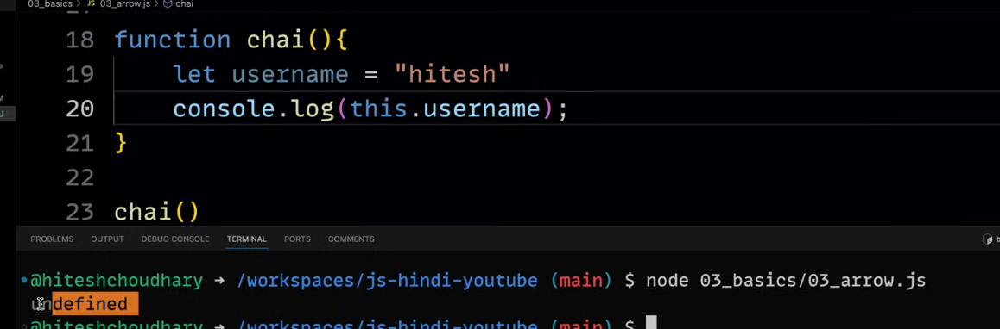 03_basics > JS 03_arrow.js > chai
18 function chai(){
19 let username = "hitesh"
20 console.log(this.username);
21 }
22
23 chai()
PROBLEMS OUTPUT DEBUG CONSOLE TERMINAL PORTS COMMENTS
@hiteshchoudhary → /workspaces/js-hindi-youtube (main) $ node 03_basics/03_arrow.js
undefined
@hiteshchoudhary → /workspaces/js-hindi-youtube (main) $